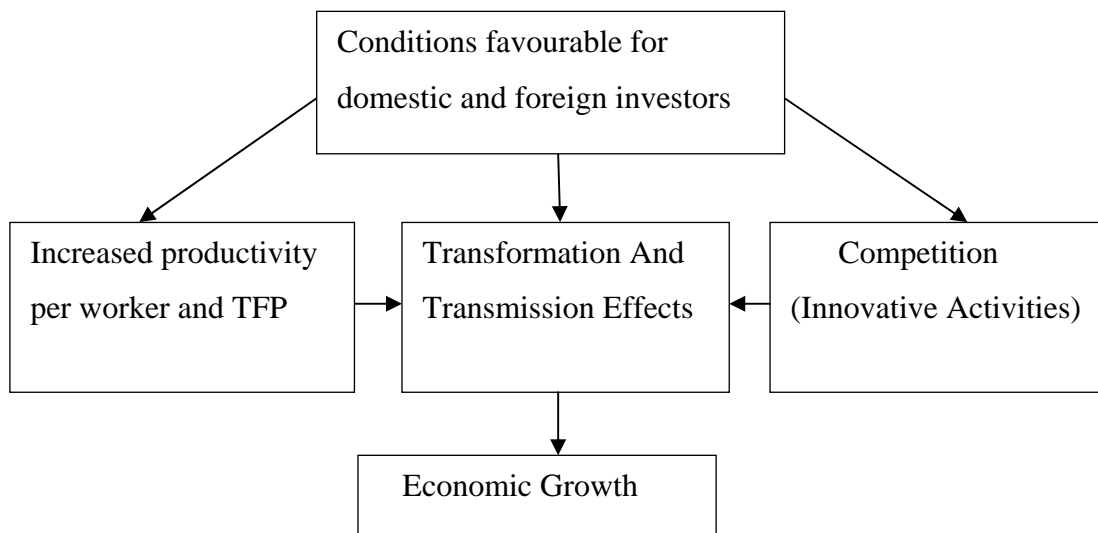 Conditions favourable for
domestic and foreign investors
Increased productivity
per worker and TFP
Transformation And
Transmission Effects
Competition
(Innovative Activities)
Economic Growth